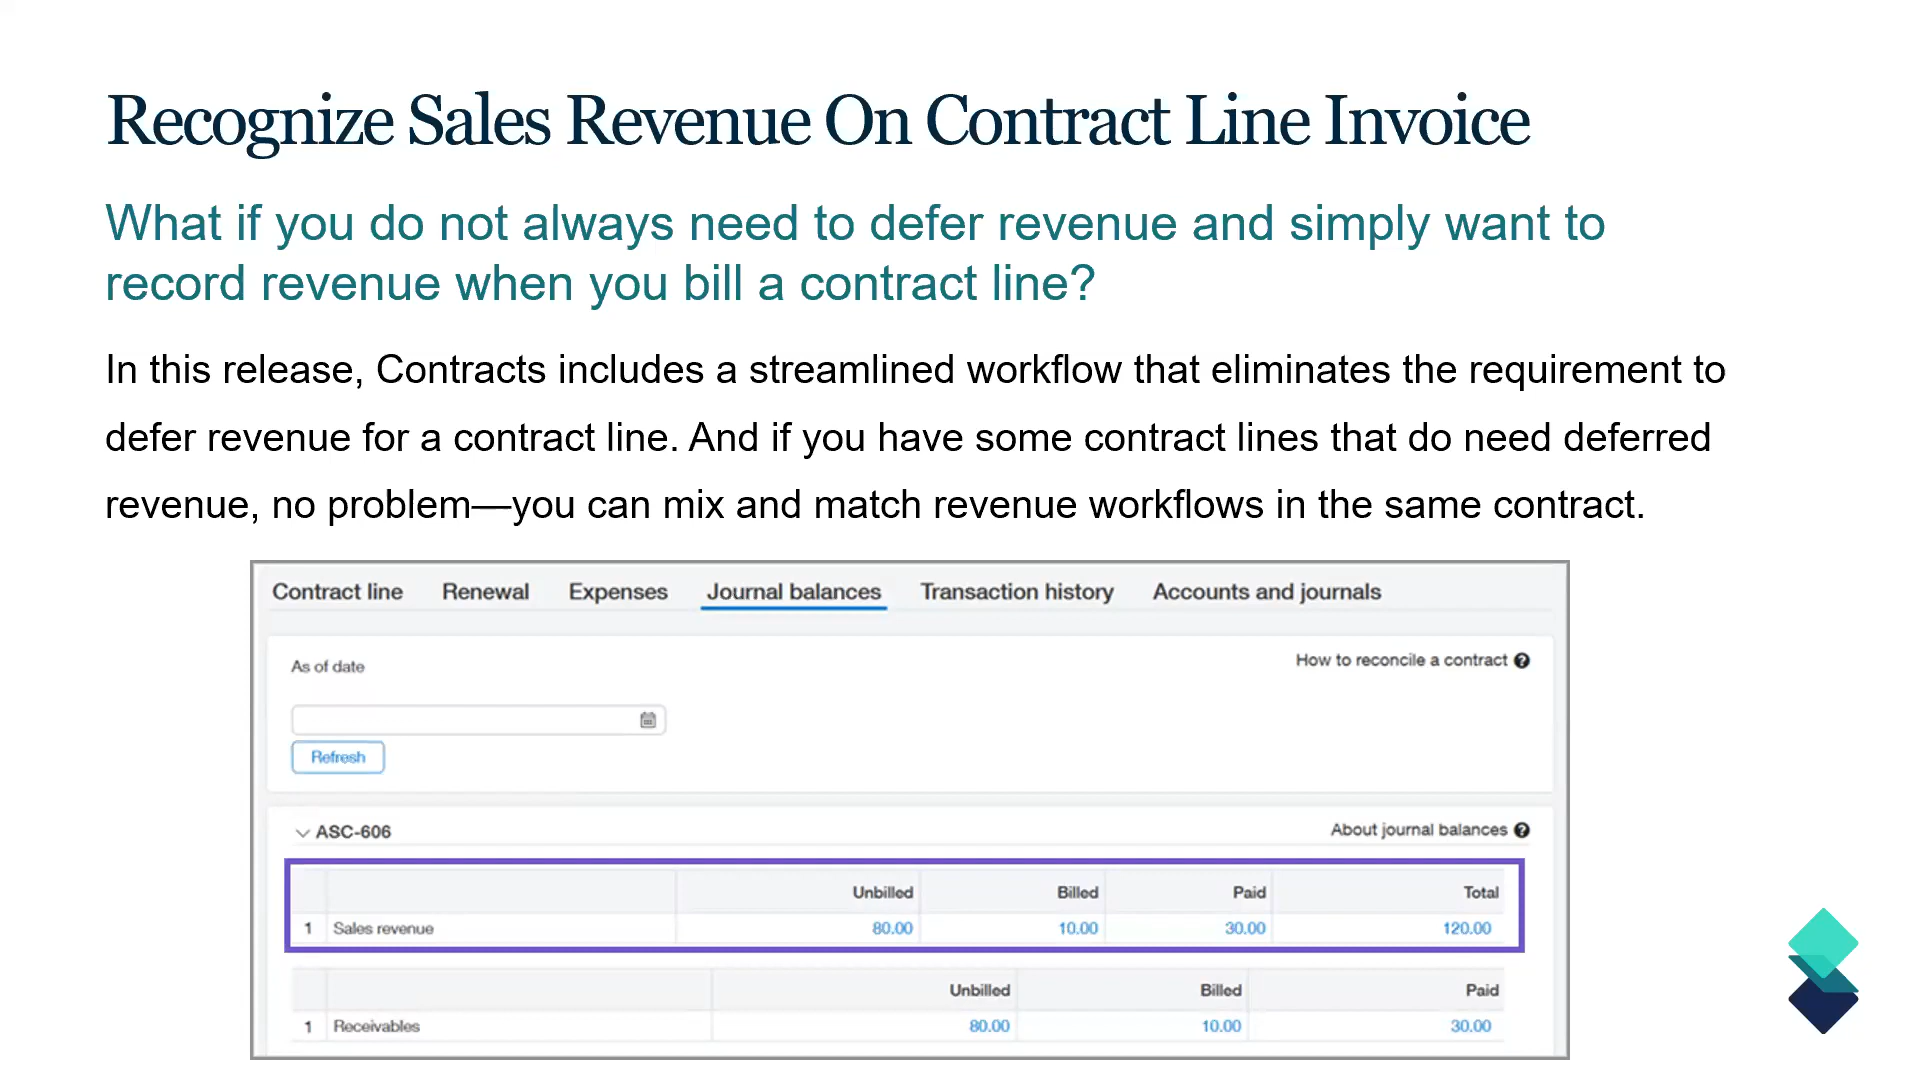 Recognize Sales Revenue On Contract Line Invoice
What if you do not always need to defer revenue and simply want to
record revenue when you bill a contract line?
In this release, Contracts includes a streamlined workflow that eliminates the requirement to
defer revenue for a contract line. And if you have some contract lines that do need deferred
revenue, no problem—you can mix and match revenue workflows in the same contract.
Contract line Renewal Expenses Journal balances Transaction history Accounts and journals
As of date How to reconcile a contract ?
Refresh
ASC-606 About journal balances ?
Unbilled Billed Paid Total
1 Sales revenue 80.00 10.00 30.00 120.00
Unbilled Billed Paid
1 Receivables 80.00 10.00 30.00